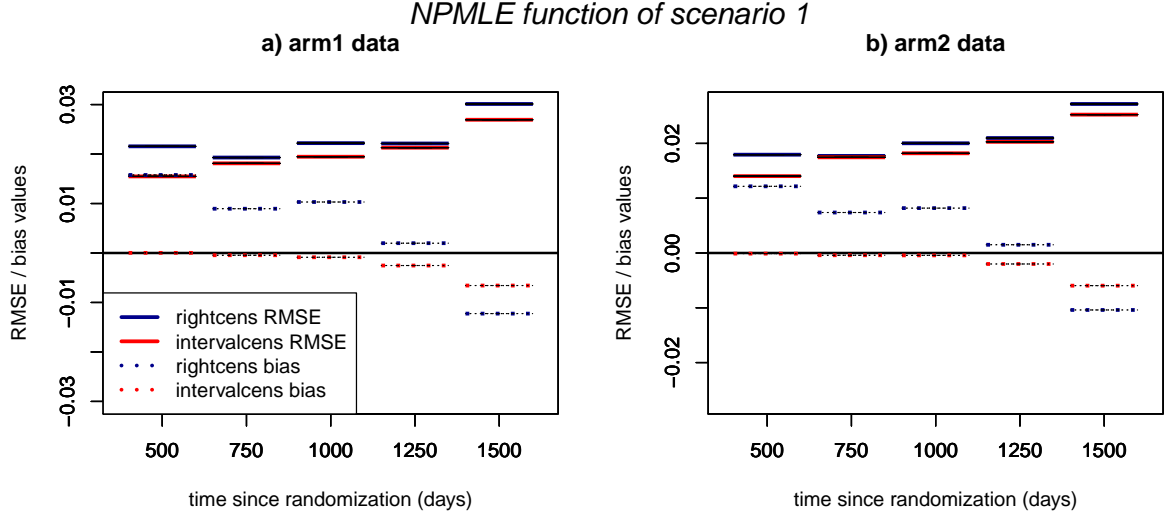 NPMLE function of scenario 1
a) arm1 data
RMSE / bias values
0.03
0.01
−0.01
−0.03
rightcens RMSE
intervalcens RMSE
rightcens bias
intervalcens bias
500 750 1000 1250 1500
time since randomization (days)
b) arm2 data
RMSE / bias values
0.02
0.00
−0.02
500 750 1000 1250 1500
time since randomization (days)